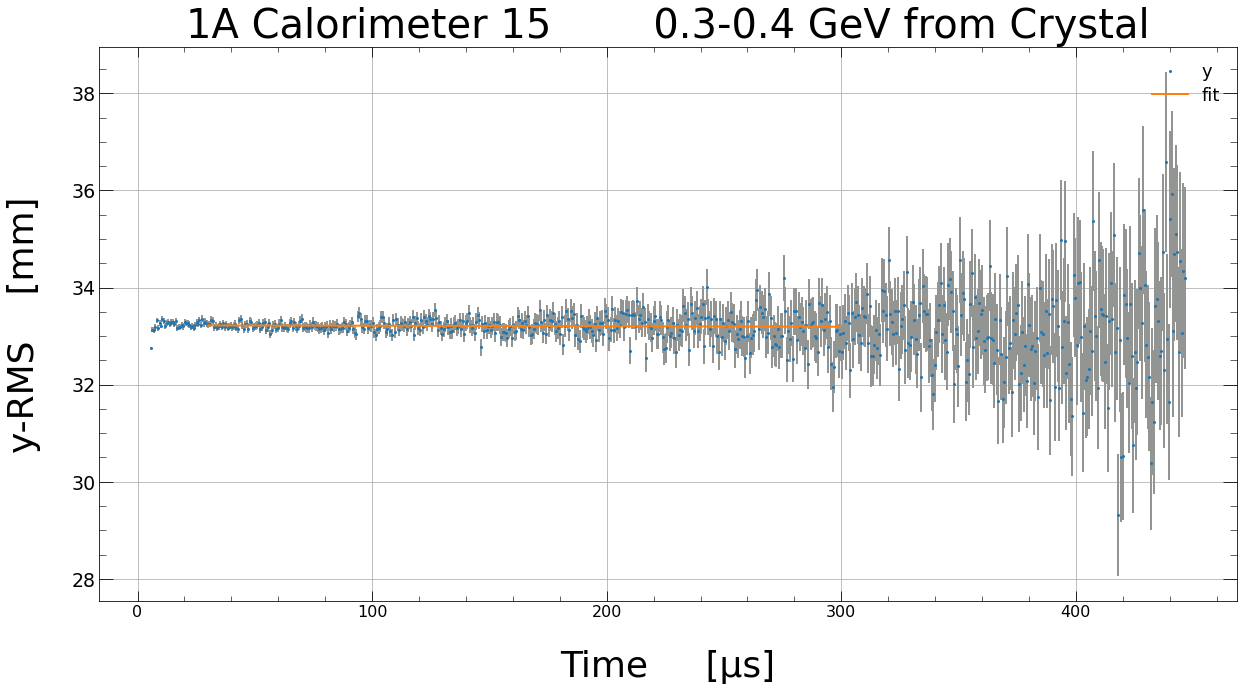 1A Calorimeter 15 0.3-0.4 GeV from Crystal
y
fit
38
36
34
32
30
28
y-RMS [mm]
0 100 200 300 400
Time [μs]